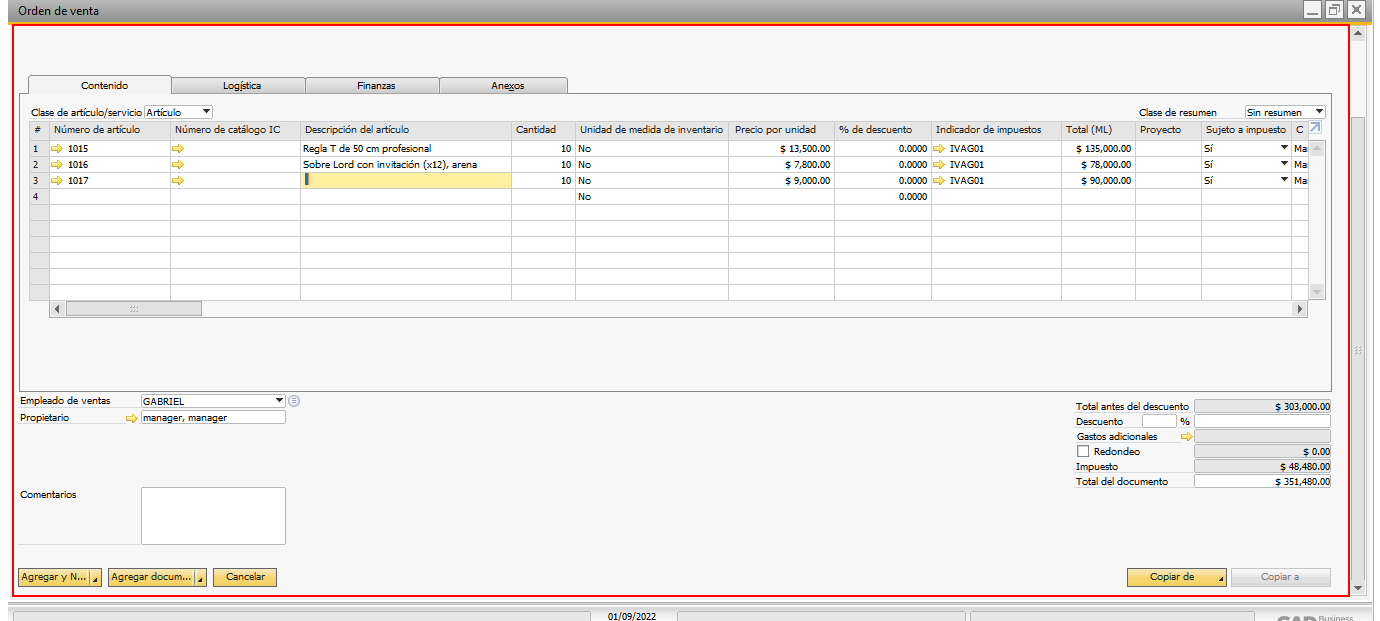 Orden de venta
Contenido Logística Finanzas Anexos
Clase de artículo/servicio Artículo Clase de resumen Sin resumen
# Número de artículo Número de catálogo IC Descripción del artículo Cantidad Unidad de medida de inventario Precio por unidad % de descuento Indicador de impuestos Total (ML) Proyecto Sujeto a impuesto C
1 1015 Regla T de 50 cm profesional 10 No $ 13,500.00 0.0000 IVAG01 $ 135,000.00 Sí Ma
2 1016 Sobre Lord con invitación (x12), arena 10 No $ 7,800.00 0.0000 IVAG01 $ 78,000.00 Sí Ma
3 1017 10 No $ 9,000.00 0.0000 IVAG01 $ 90,000.00 Sí Ma
4 No 0.0000
Empleado de ventas GABRIEL
Propietario manager, manager
Total antes del descuento $ 303,000.00
Descuento %
Gastos adicionales
Redondeo $ 0.00
Impuesto $ 48,480.00
Total del documento $ 351,480.00
Comentarios
Agregar y N... Agregar docum... Cancelar Copiar de Copiar a
01/09/2022
SAP Business